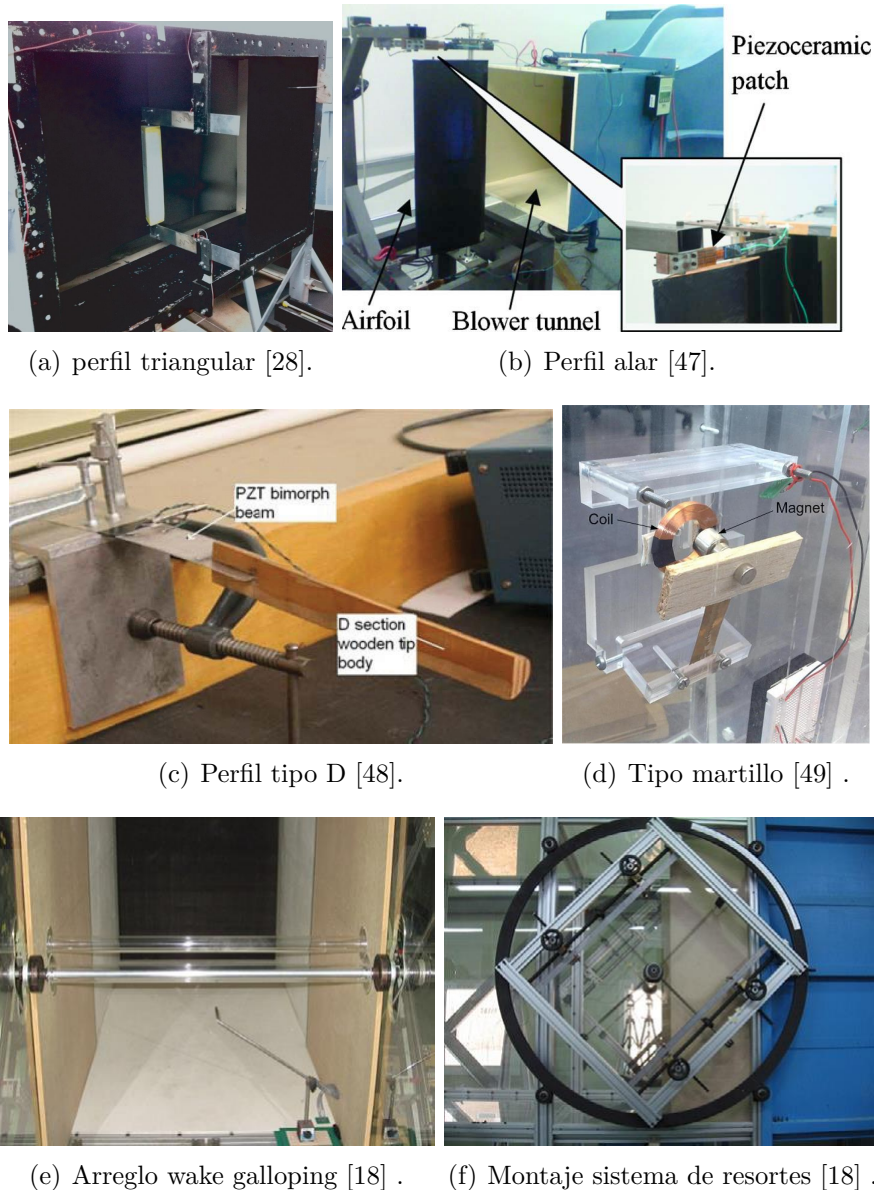 Piezoceramic
patch
Airfoil
Blower tunnel
(a) perfil triangular [28].
(b) Perfil alar [47].
PZT bimorph
beam
D section
wooden tip
body
Coil
Magnet
(c) Perfil tipo D [48].
(d) Tipo martillo [49] .
(e) Arreglo wake galloping [18] .
(f) Montaje sistema de resortes [18] .